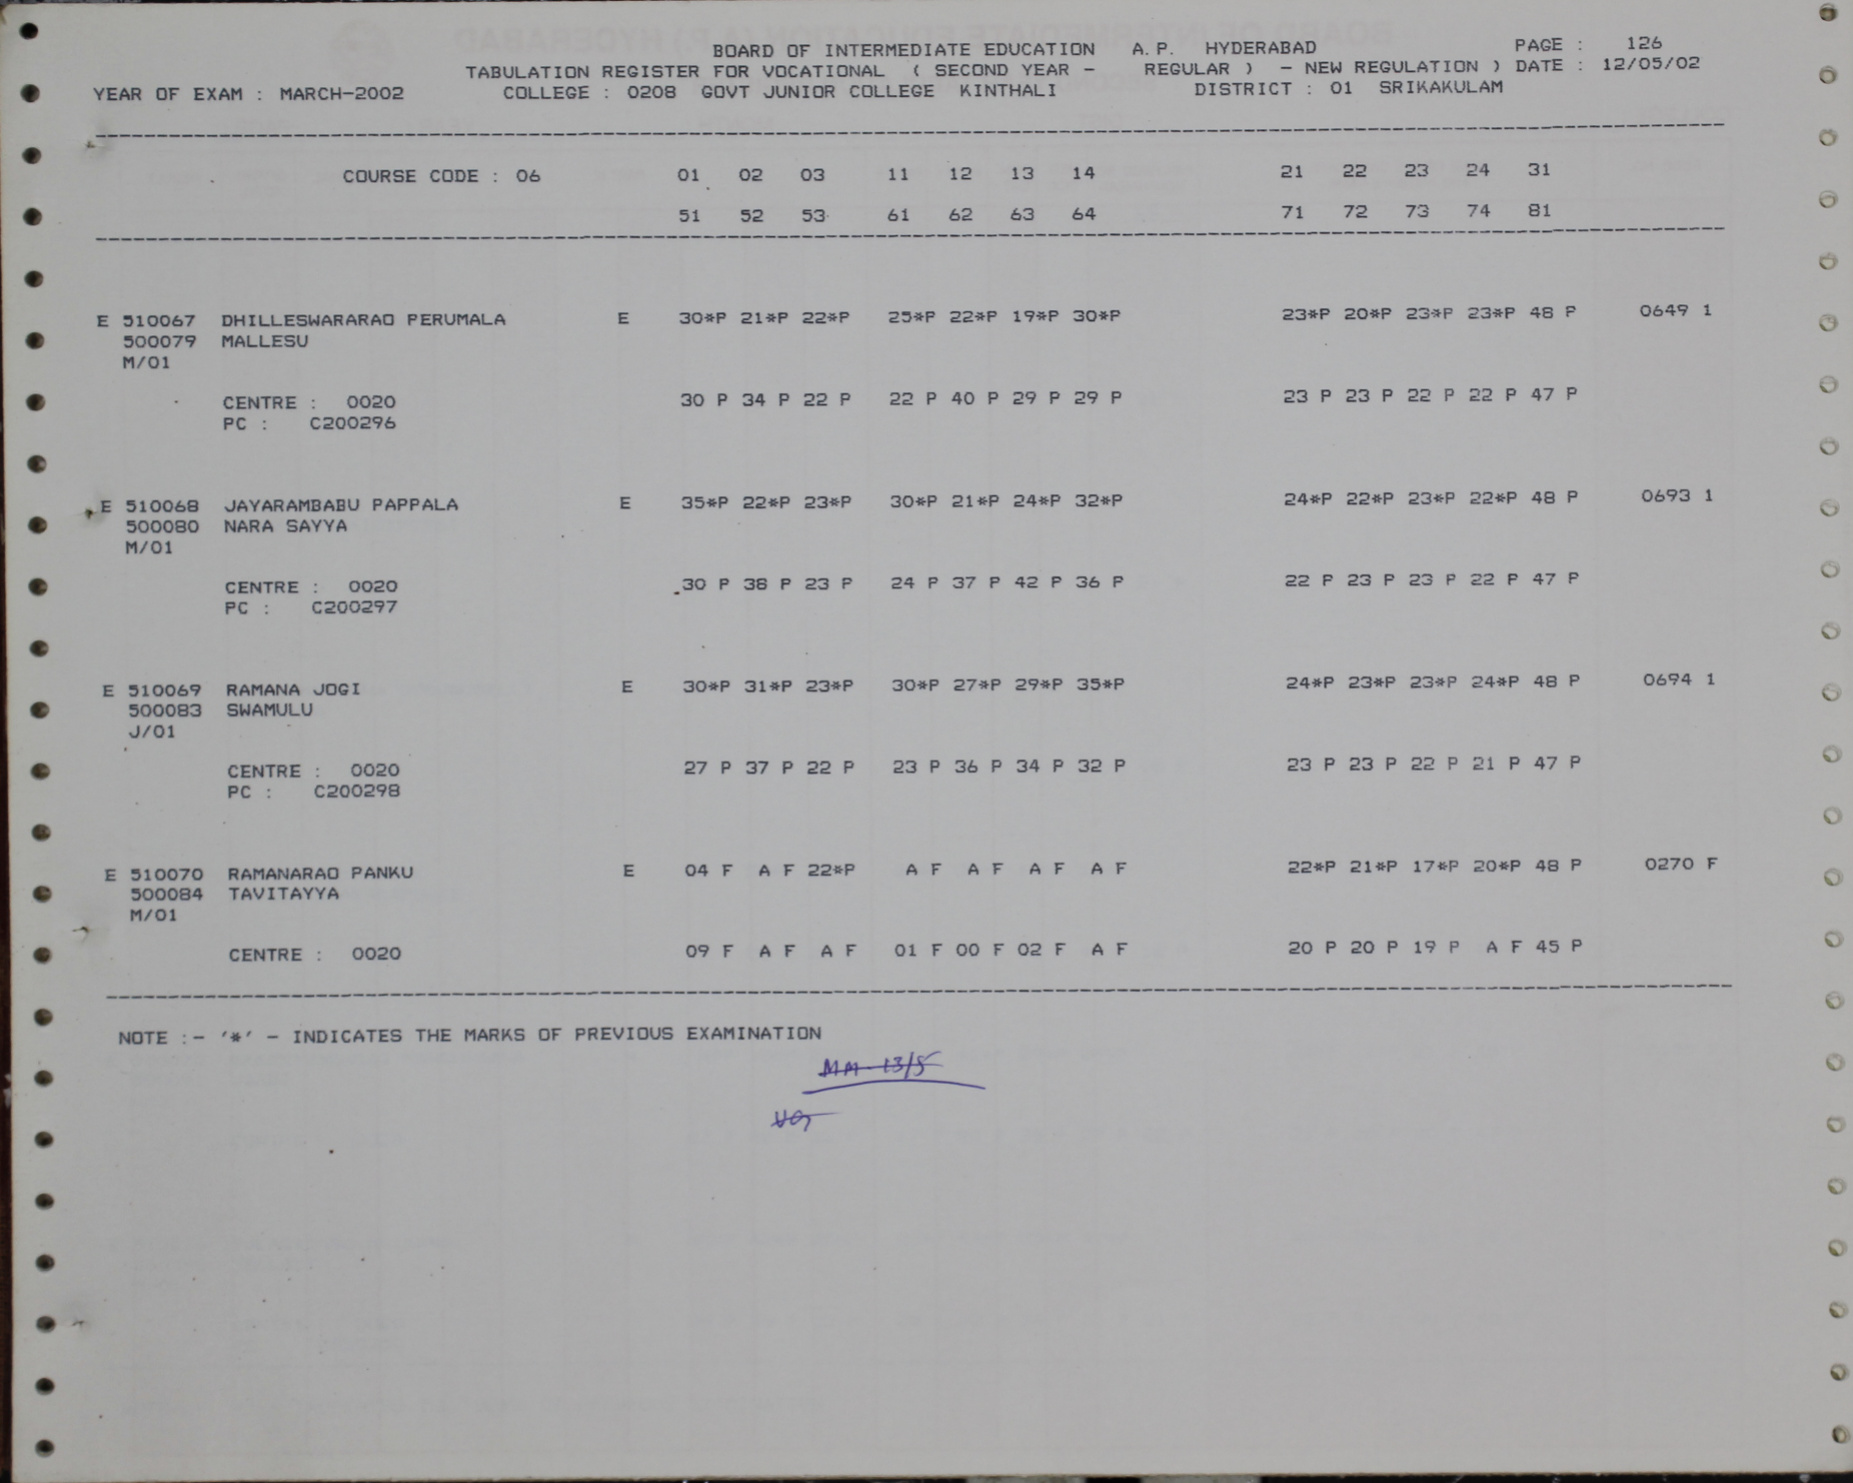 BOARD OF INTERMEDIATE EDUCATION A.P. HYDERABAD PAGE : 126
TABULATION REGISTER FOR VOCATIONAL ( SECOND YEAR - REGULAR ) - NEW REGULATION ) DATE : 12/05/02
YEAR OF EXAM : MARCH-2002 COLLEGE : 0208 GOVT JUNIOR COLLEGE KINTHALI DISTRICT : 01 SRIKAKULAM
COURSE CODE : 06 01 02 03 11 12 13 14 21 22 23 24 31
51 52 53 61 62 63 64 71 72 73 74 81
E 510067 DHILLESWARARAO PERUMALA E 30*P 21*P 22*P 25*P 22*P 19*P 30*P 23*P 20*P 23*P 23*P 48 P 0649 1
500079 MALLESU
M/01
CENTRE : 0020 30 P 34 P 22 P 22 P 40 P 29 P 29 P 23 P 23 P 22 P 22 P 47 P
PC : C200296
E 510068 JAYARAMBABU PAPPALA E 35*P 22*P 23*P 30*P 21*P 24*P 32*P 24*P 22*P 23*P 22*P 48 P 0693 1
500080 NARA SAYYA
M/01
CENTRE : 0020 30 P 38 P 23 P 24 P 37 P 42 P 36 P 22 P 23 P 23 P 22 P 47 P
PC : C200297
E 510069 RAMANA JOGI E 30*P 31*P 23*P 30*P 27*P 29*P 35*P 24*P 23*P 23*P 24*P 48 P 0694 1
500083 SWAMULU
J/01
CENTRE : 0020 27 P 37 P 22 P 23 P 36 P 34 P 32 P 23 P 23 P 22 P 21 P 47 P
PC : C200298
E 510070 RAMANARAO PANKU E 04 F A F 22*P A F A F A F A F 22*P 21*P 17*P 20*P 48 P 0270 F
500084 TAVITAYYA
M/01
CENTRE : 0020 09 F A F A F 01 F 00 F 02 F A F 20 P 20 P 19 P A F 45 P
NOTE :- '*' - INDICATES THE MARKS OF PREVIOUS EXAMINATION
13/5